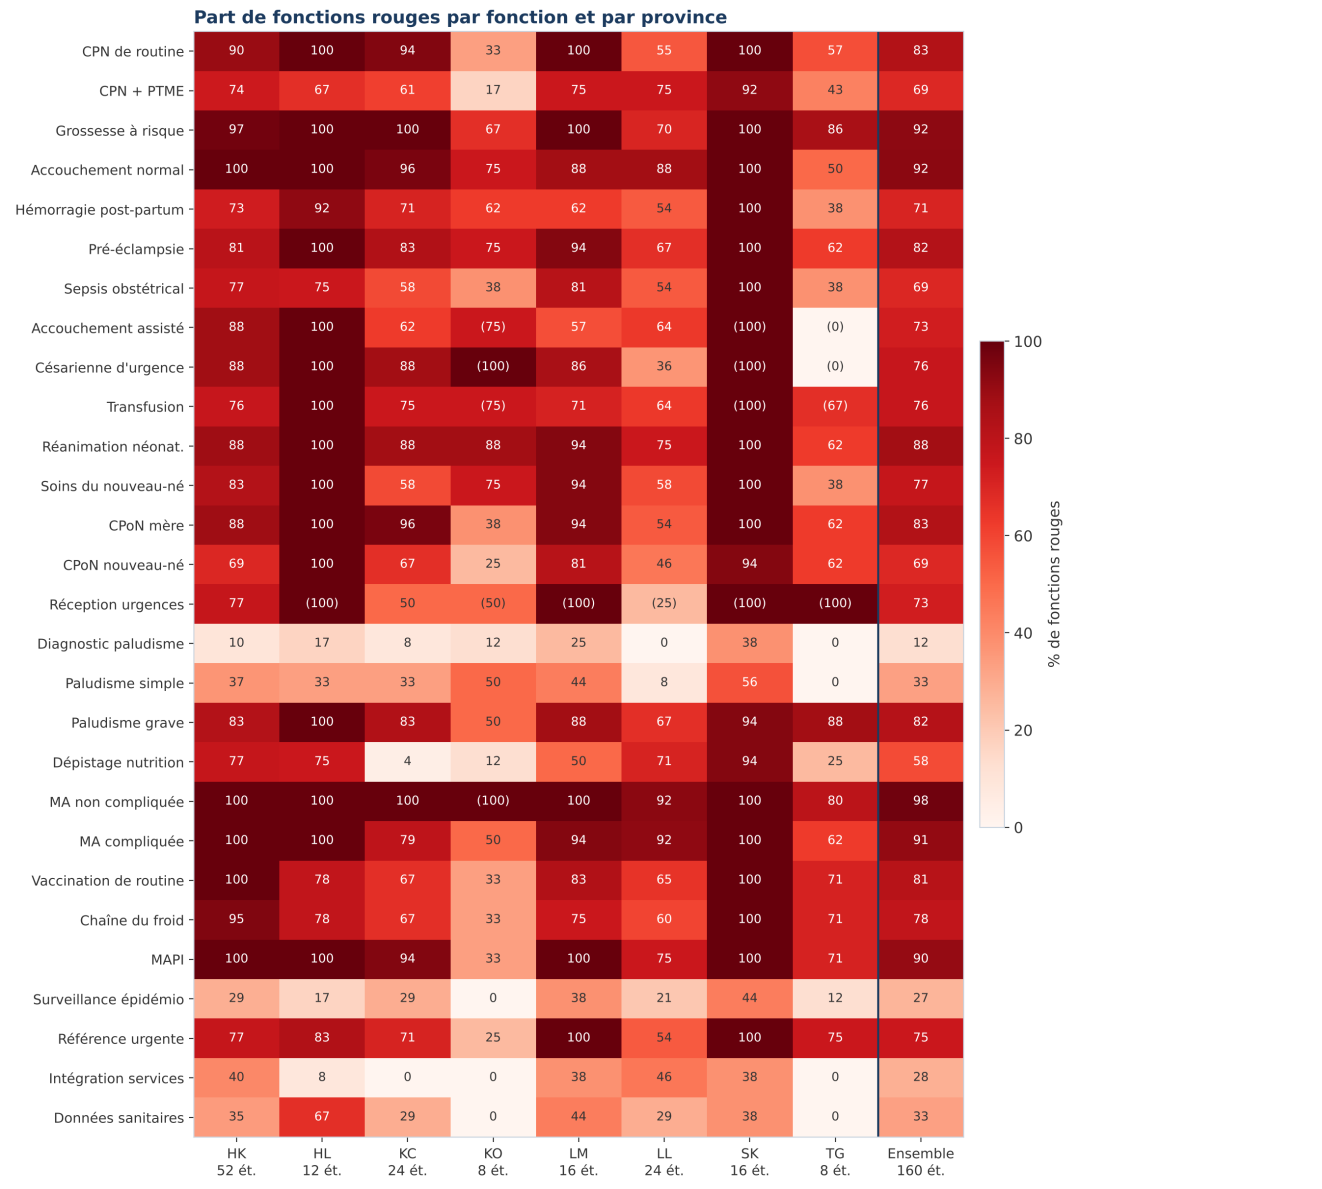 Part de fonctions rouges par fonction et par province
CPN de routine 90 100 94 33 100 55 100 57 83
CPN + PTME 74 67 61 17 75 75 92 43 69
Grossesse à risque 97 100 100 67 100 70 100 86 92
Accouchement normal 100 100 96 75 88 88 100 50 92
Hémorragie post-partum 73 92 71 62 62 54 100 38 71
Pré-éclampsie 81 100 83 75 94 67 100 62 82
Sepsis obstétrical 77 75 58 38 81 54 100 38 69
Accouchement assisté 88 100 62 (75) 57 64 (100) (0) 73
Césarienne d'urgence 88 100 88 (100) 86 36 (100) (0) 76
Transfusion 76 100 75 (75) 71 64 (100) (67) 76
Réanimation néonat. 88 100 88 88 94 75 100 62 88
Soins du nouveau-né 83 100 58 75 94 58 100 38 77
CPoN mère 88 100 96 38 94 54 100 62 83
CPoN nouveau-né 69 100 67 25 81 46 94 62 69
Réception urgences 77 (100) 50 (50) (100) (25) (100) (100) 73
Diagnostic paludisme 10 17 8 12 25 0 38 0 12
Paludisme simple 37 33 33 50 44 8 56 0 33
Paludisme grave 83 100 83 50 88 67 94 88 82
Dépistage nutrition 77 75 4 12 50 71 94 25 58
MA non compliquée 100 100 100 (100) 100 92 100 80 98
MA compliquée 100 100 79 50 94 92 100 62 91
Vaccination de routine 100 78 67 33 83 65 100 71 81
Chaîne du froid 95 78 67 33 75 60 100 71 78
MAPI 100 100 94 33 100 75 100 71 90
Surveillance épidémio 29 17 29 0 38 21 44 12 27
Référence urgente 77 83 71 25 100 54 100 75 75
Intégration services 40 8 0 0 38 46 38 0 28
Données sanitaires 35 67 29 0 44 29 38 0 33
HK HL KC KO LM LL SK TG Ensemble
52 ét. 12 ét. 24 ét. 8 ét. 16 ét. 24 ét. 16 ét. 8 ét. 160 ét.
100
80
60
40
20
0
% de fonctions rouges